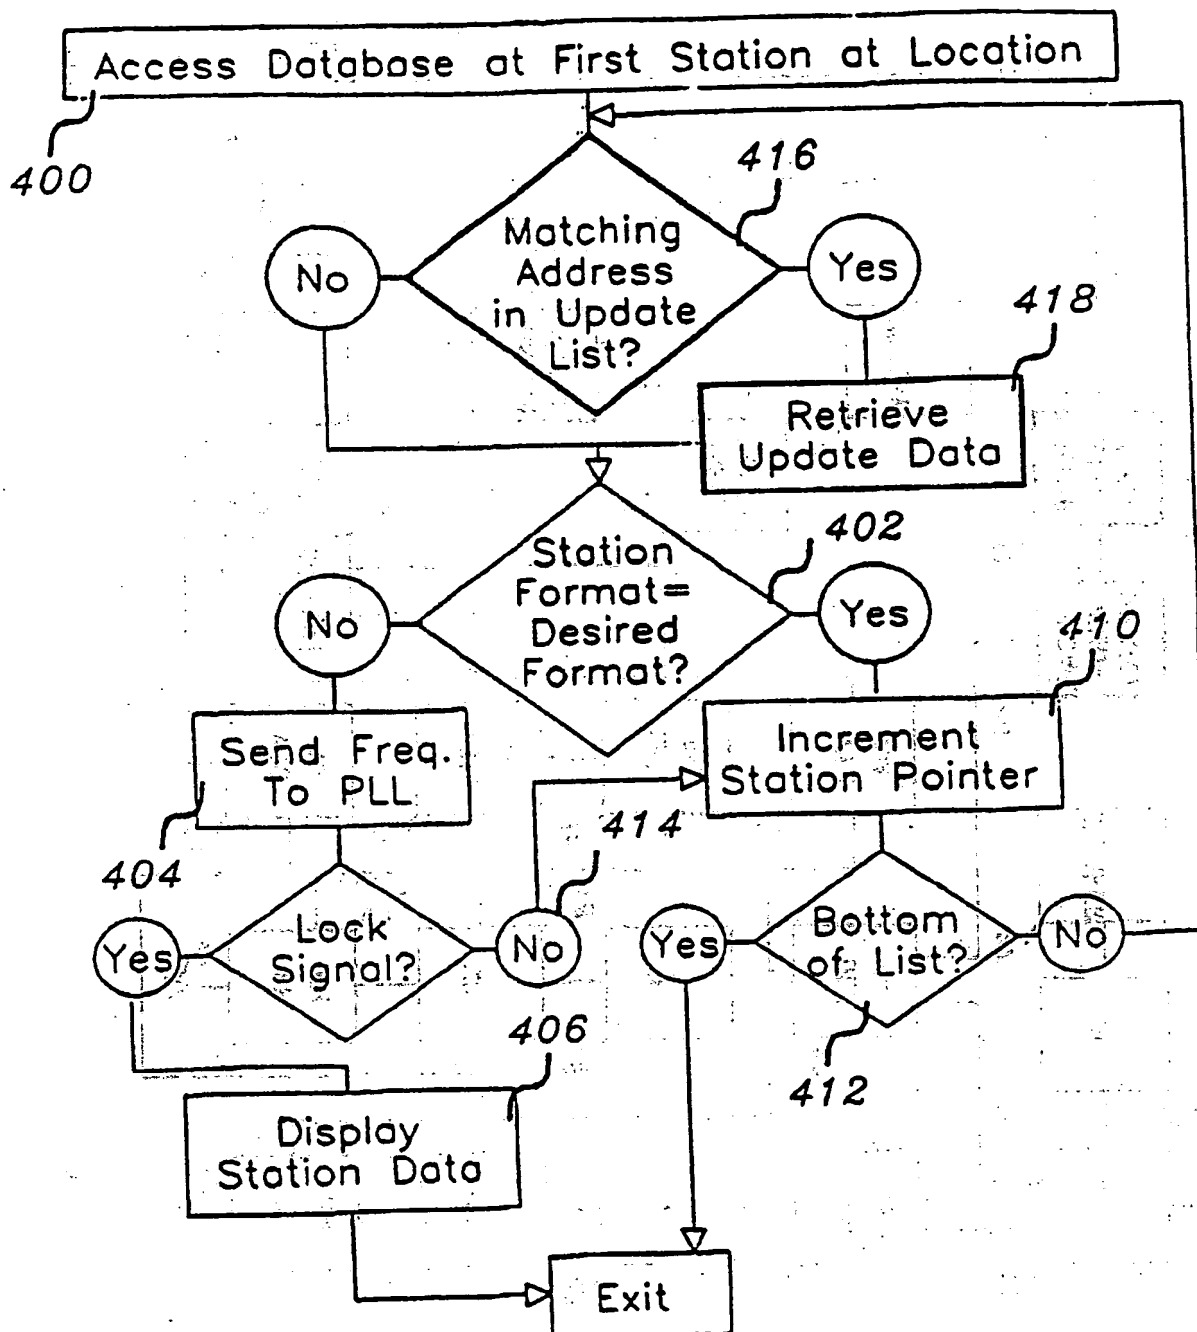 Access Database at First Station at Location
400
416
Matching
Address
in Update
List?
No
Yes
418
Retrieve
Update Data
402
Station
Format=
Desired
Format?
No
Yes
410
Send Freq.
To PLL
Increment
Station Pointer
404
414
Lock
Signal?
Yes
No
Bottom
of List?
Yes
No
406
412
Display
Station Data
Exit